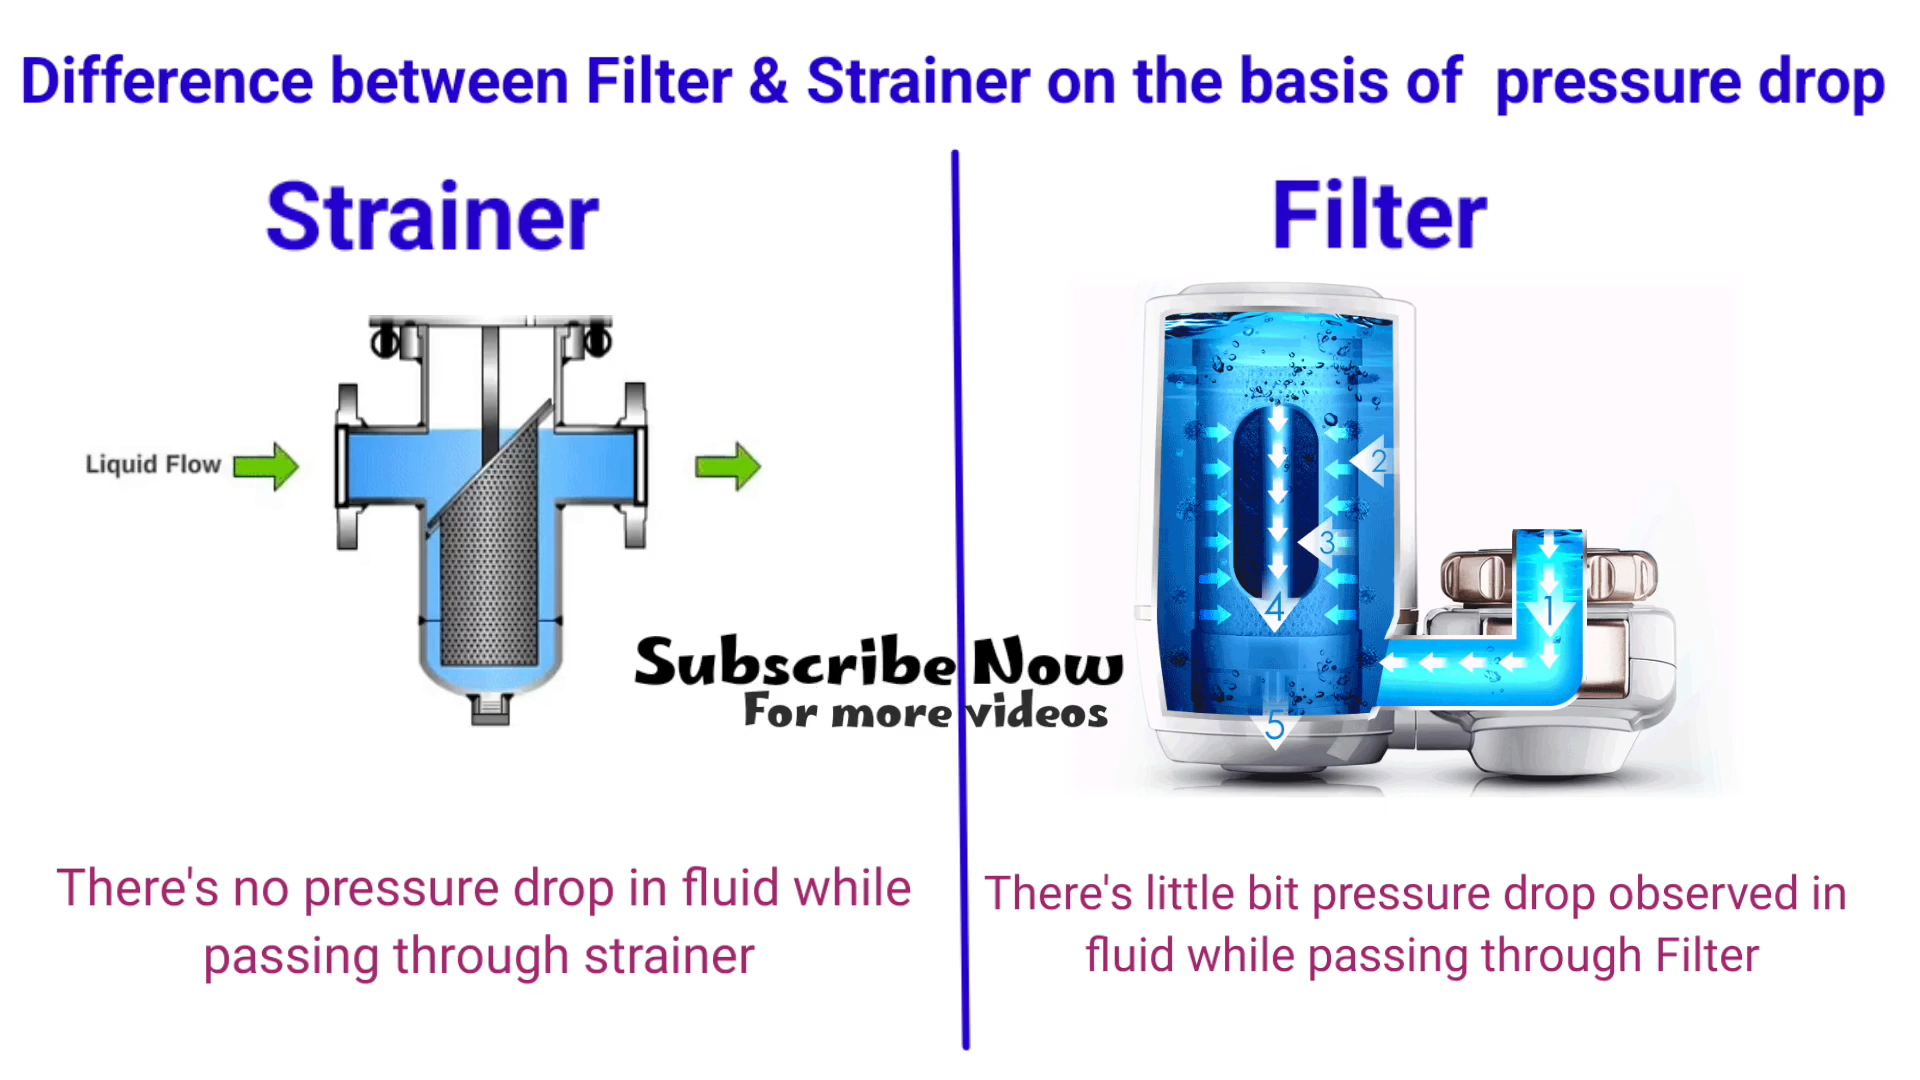 Difference between Filter & Strainer on the basis of pressure drop
Strainer
Filter
Liquid Flow
2
3
4
1
5
Subscribe Now
For more videos
There's no pressure drop in fluid while
passing through strainer
There's little bit pressure drop observed in
fluid while passing through Filter